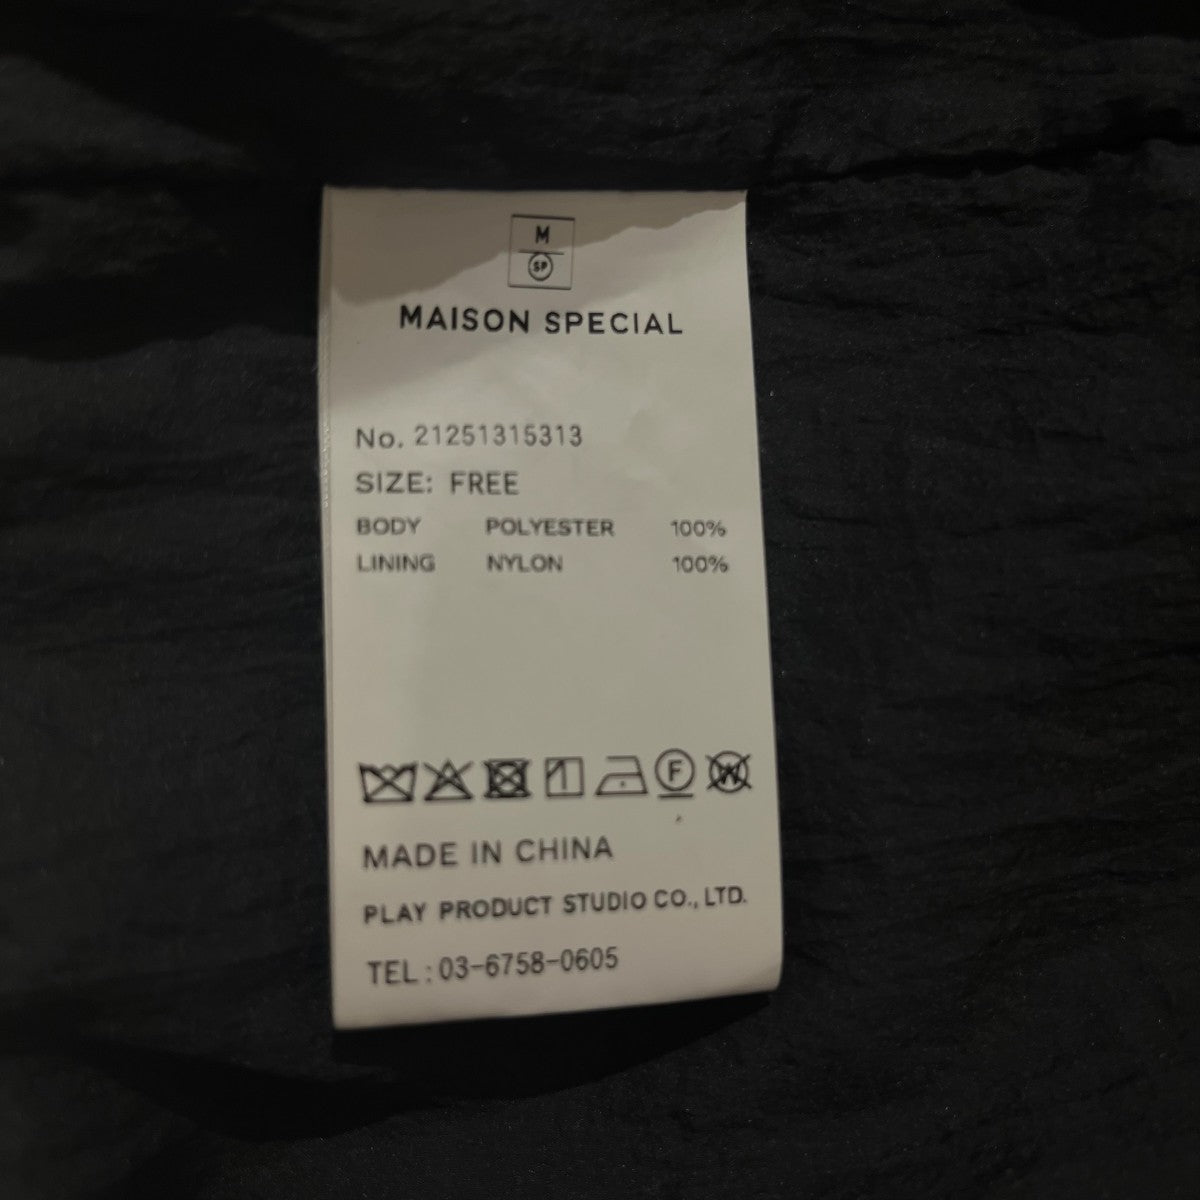 M
SP
MAISON SPECIAL
No. 21251315313
SIZE: FREE
BODY POLYESTER 100%
LINING NYLON 100%
F W
MADE IN CHINA
PLAY PRODUCT STUDIO CO., LTD.
TEL : 03-6758-0605